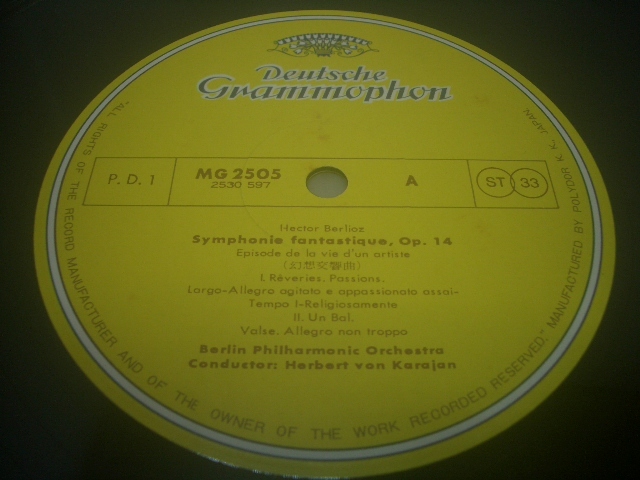 Deutsche
Grammophon
P.D.1
MG 2505
2530 597
A
ST 33
Hector Berlioz
Symphonie fantastique, Op. 14
Episode de la vie d'un artiste
(幻想交響曲)
I. Rêveries. Passions.
Largo-Allegro agitato e appassionato assai-
Tempo I-Religiosamente
II. Un Bal.
Valse. Allegro non troppo
Berlin Philharmonic Orchestra
Conductor: Herbert von Karajan
"ALL RIGHTS OF THE RECORD MANUFACTURER AND OF THE OWNER OF THE WORK RECORDED RESERVED." MANUFACTURED BY POLYDOR K.K., JAPAN